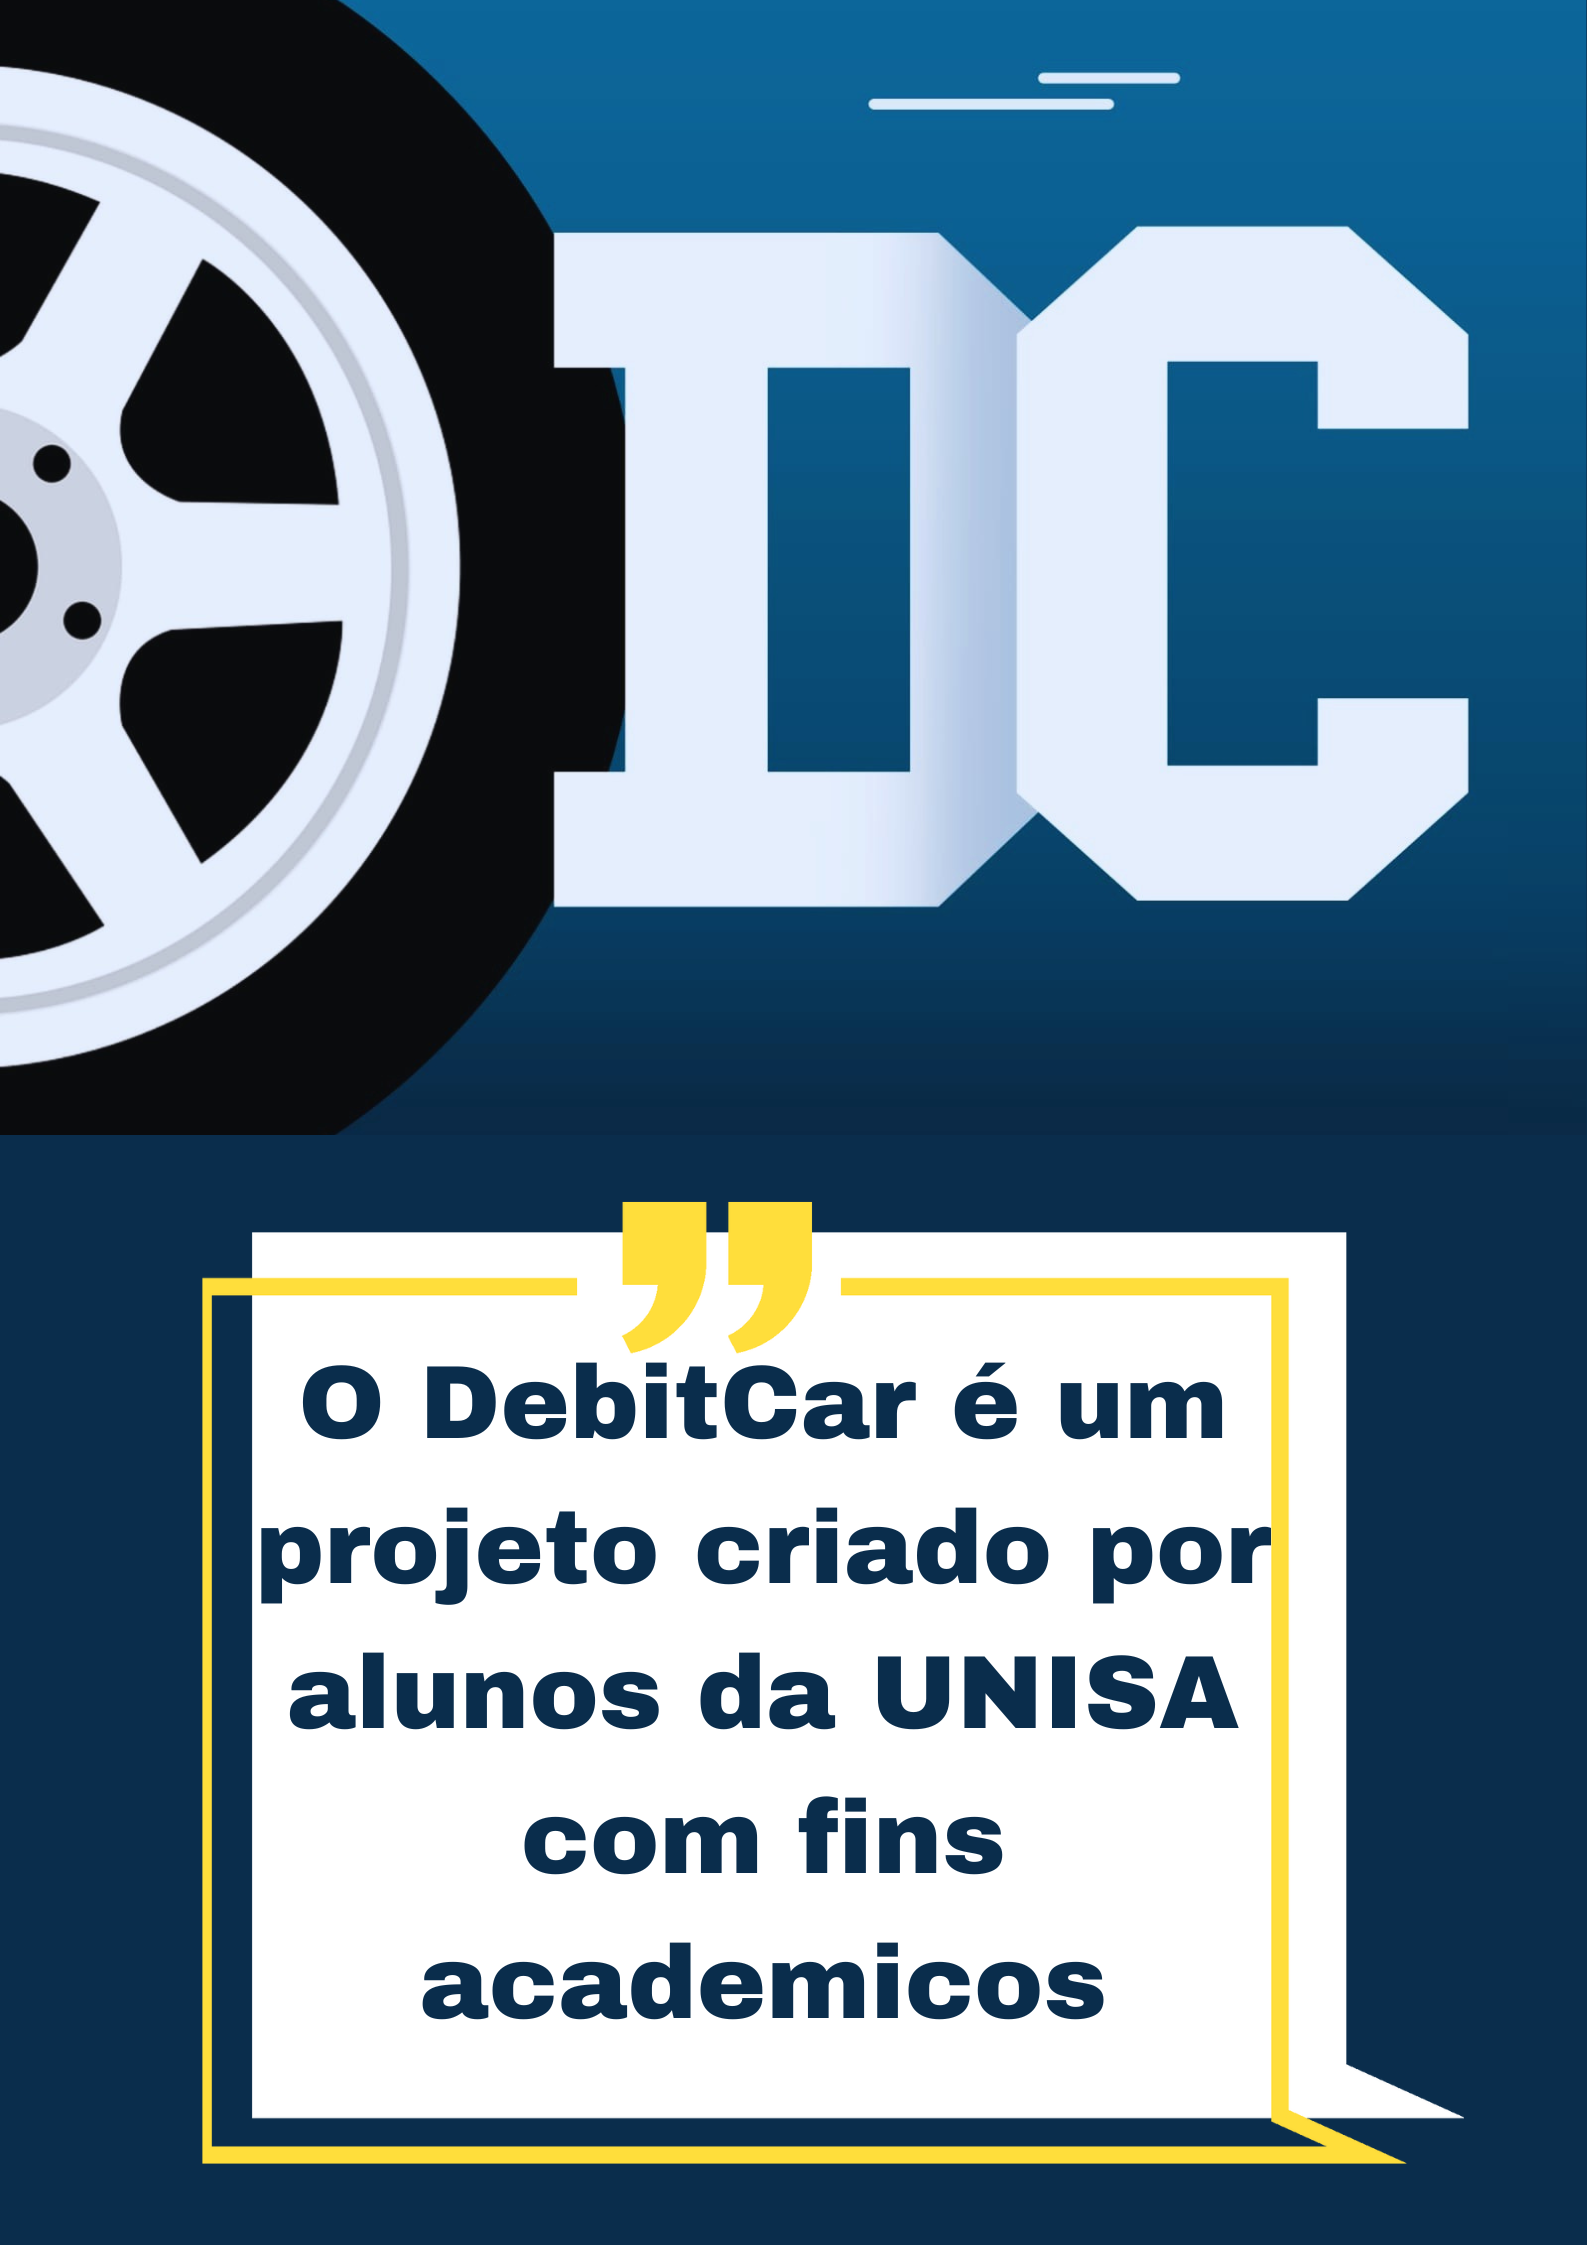 DC
”
O DebitCar é um
projeto criado por
alunos da UNISA
com fins
academicos